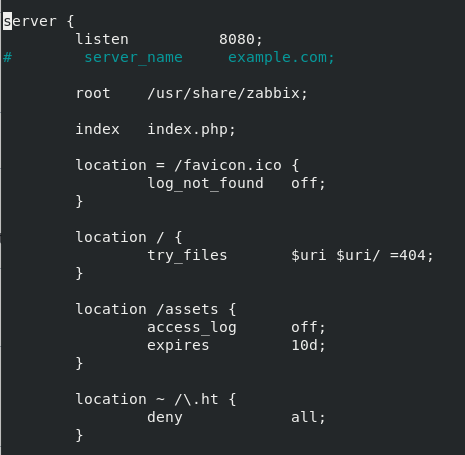 server {
listen 8080;
# server_name example.com;
root /usr/share/zabbix;
index index.php;
location = /favicon.ico {
log_not_found off;
}
location / {
try_files $uri $uri/ =404;
}
location /assets {
access_log off;
expires 10d;
}
location ~ /\.ht {
deny all;
}